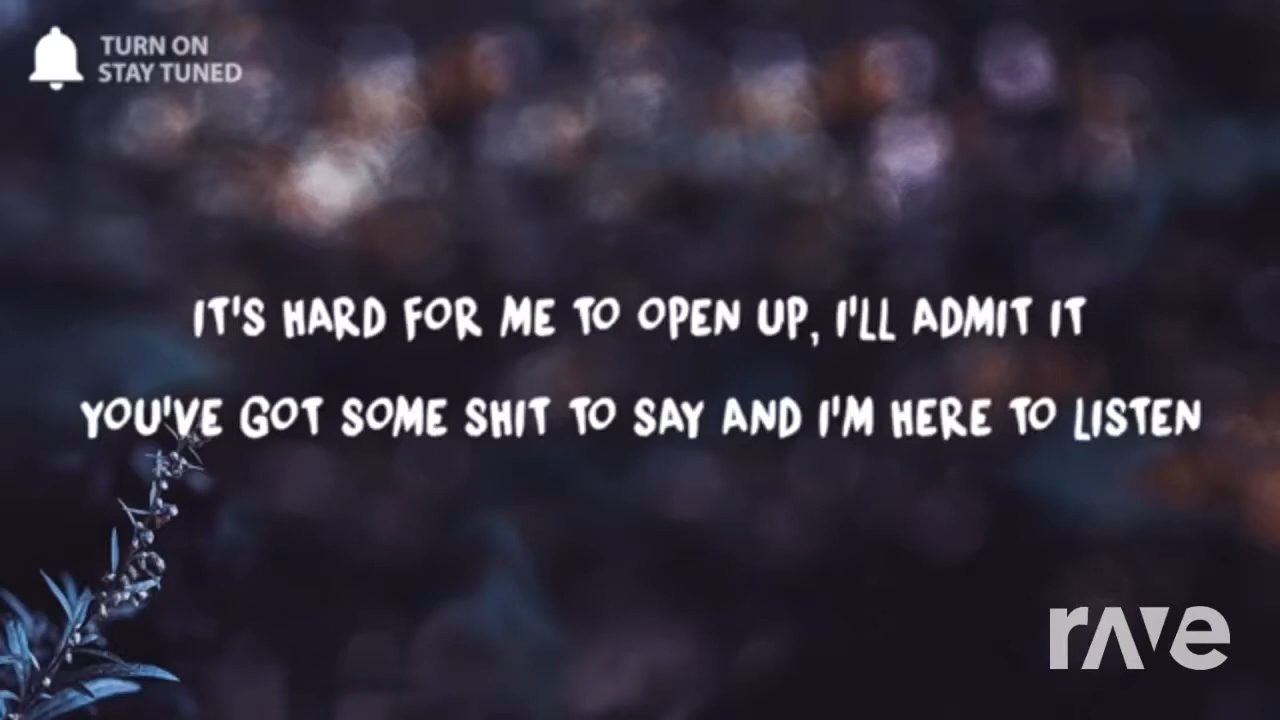 TURN ON
STAY TUNED
IT'S HARD FOR ME TO OPEN UP, I'LL ADMIT IT
YOU'VE GOT SOME SHIT TO SAY AND I'M HERE TO LISTEN
rave